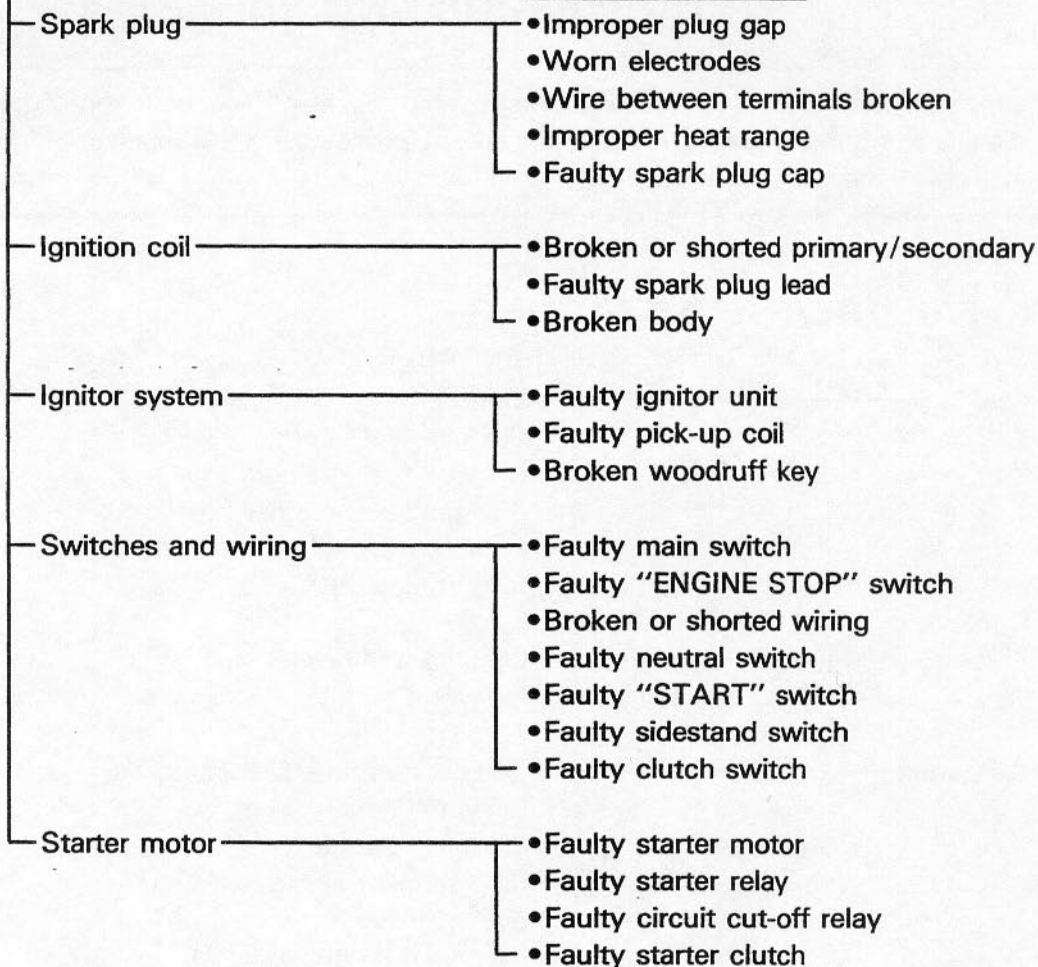 Spark plug •Improper plug gap
•Worn electrodes
•Wire between terminals broken
•Improper heat range
•Faulty spark plug cap
Ignition coil •Broken or shorted primary/secondary
•Faulty spark plug lead
•Broken body
Ignitor system •Faulty ignitor unit
•Faulty pick-up coil
•Broken woodruff key
Switches and wiring •Faulty main switch
•Faulty “ENGINE STOP” switch
•Broken or shorted wiring
•Faulty neutral switch
•Faulty “START” switch
•Faulty sidestand switch
•Faulty clutch switch
Starter motor •Faulty starter motor
•Faulty starter relay
•Faulty circuit cut-off relay
•Faulty starter clutch